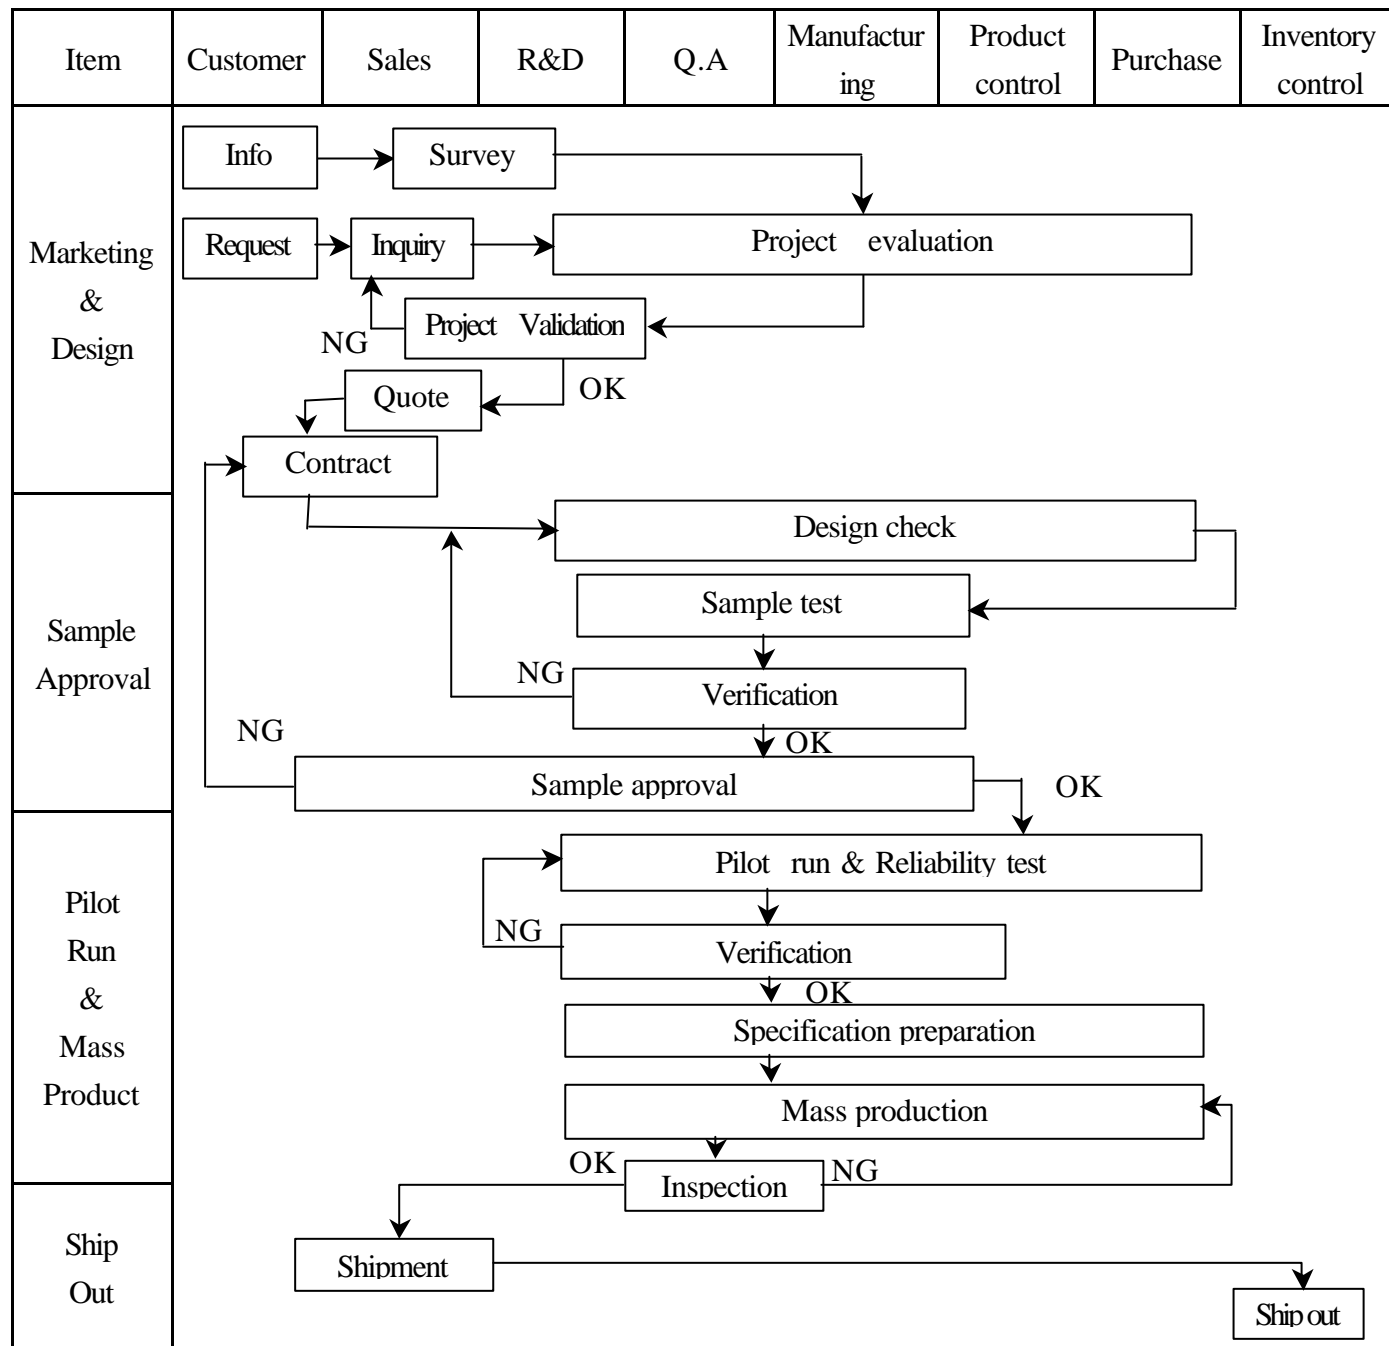 Item
Customer
Sales
R&D
Q.A
Manufactur
ing
Product
control
Purchase
Inventory
control
Marketing
&
Design
Info
Survey
Request
Inquiry
Project evaluation
Project Validation
NG
OK
Quote
Contract
Sample
Approval
Design check
Sample test
NG
Verification
NG
OK
Sample approval
OK
Pilot
Run
&
Mass
Product
Pilot run & Reliability test
NG
Verification
OK
Specification preparation
Mass production
OK
Inspection
NG
Ship
Out
Shipment
Ship out